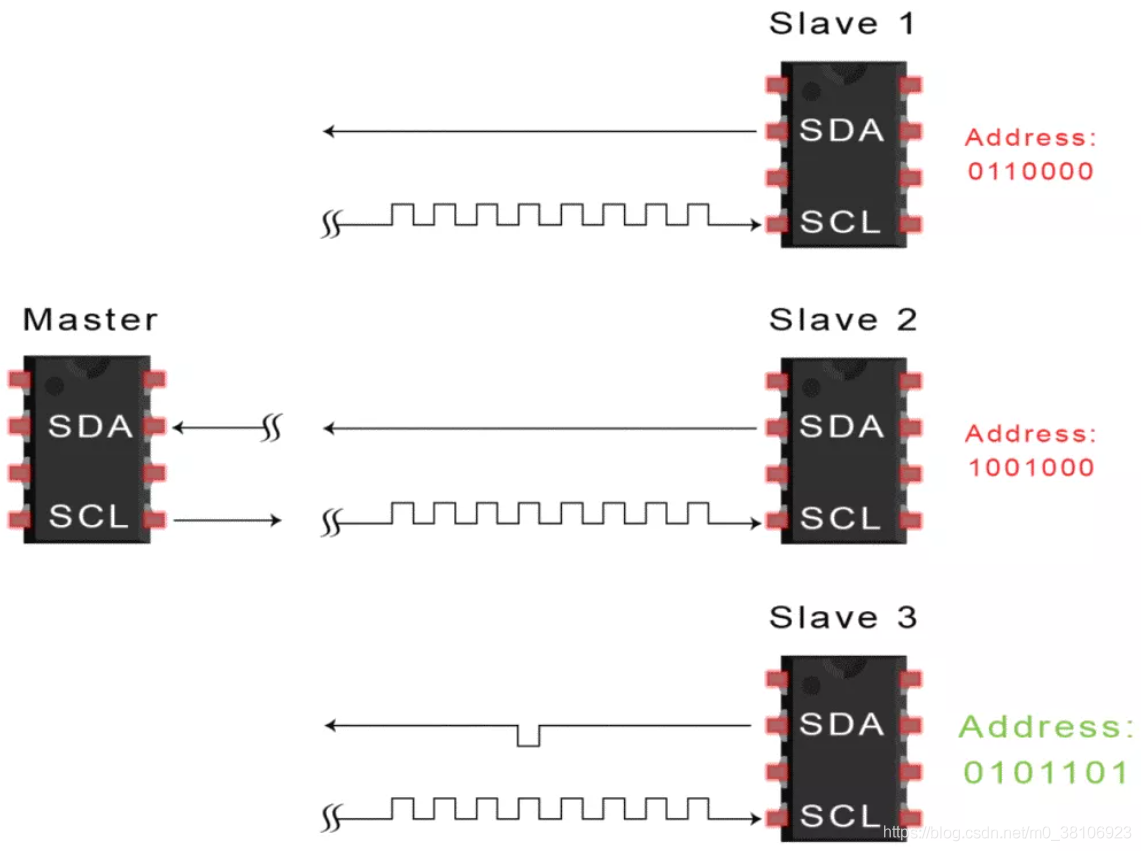 Slave 1
SDA
SCL
Address:
0110000
Master
SDA
SCL
Slave 2
SDA
SCL
Address:
1001000
Slave 3
SDA
SCL
Address:
0101101
https://blog.csdn.net/m0_38106923